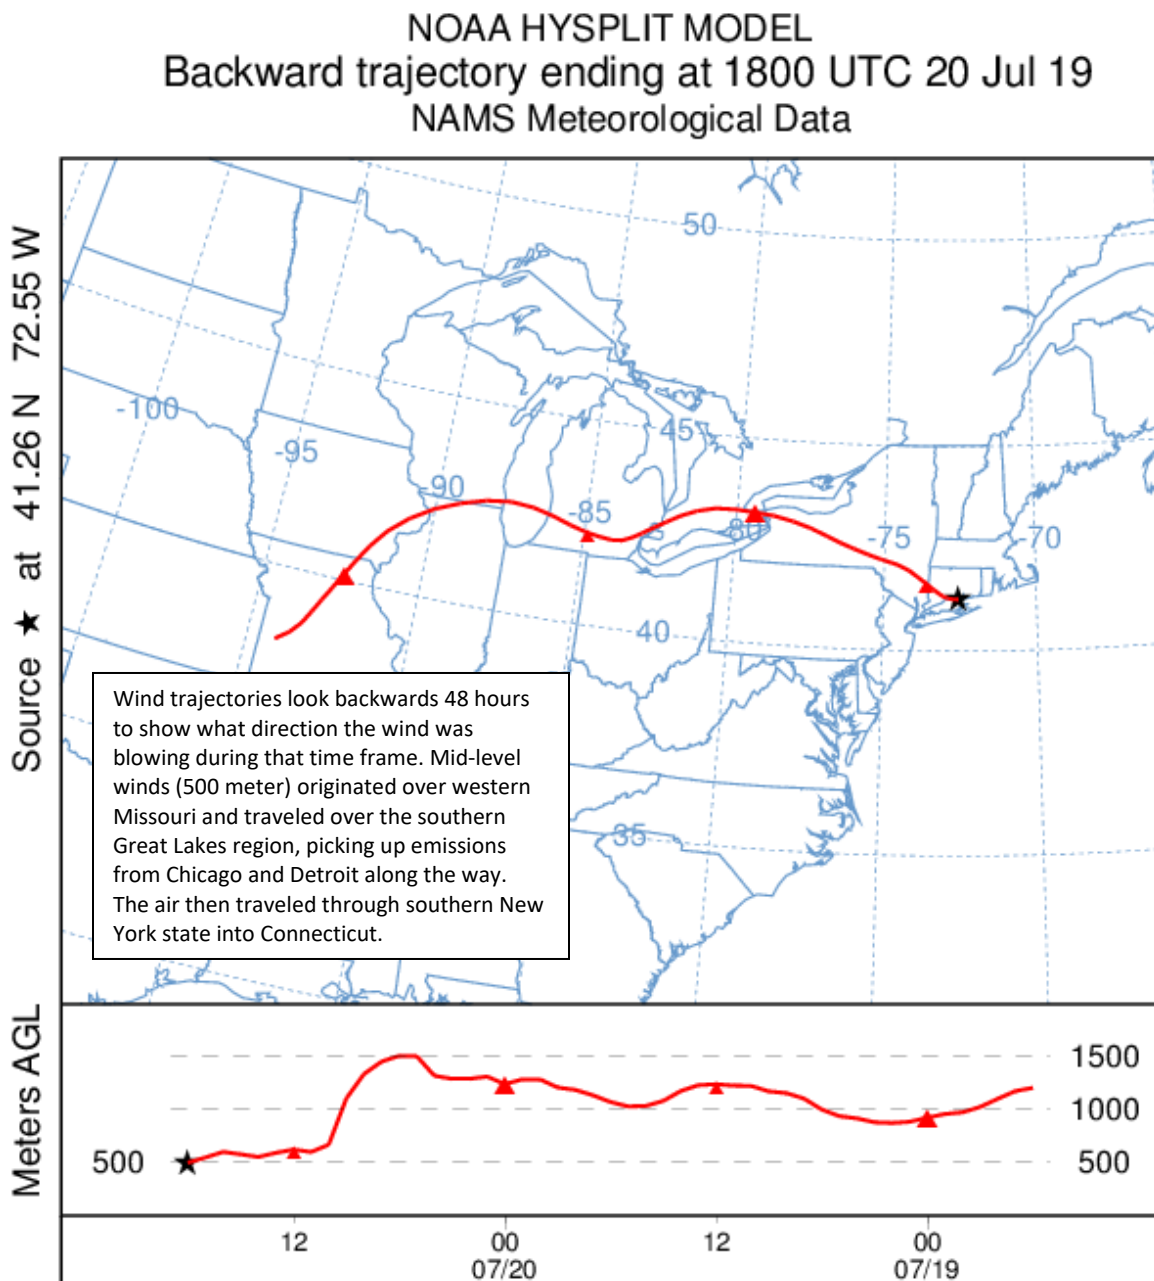 NOAA HYSPLIT MODEL
Backward trajectory ending at 1800 UTC 20 Jul 19
NAMS Meteorological Data
Source ★ at 41.26 N 72.55 W
50
-100
-95
45
-90
-85
-80
-75
-70
40
35
Wind trajectories look backwards 48 hours
to show what direction the wind was
blowing during that time frame. Mid-level
winds (500 meter) originated over western
Missouri and traveled over the southern
Great Lakes region, picking up emissions
from Chicago and Detroit along the way.
The air then traveled through southern New
York state into Connecticut.
Meters AGL
1500
1000
500
500
12
00
12
00
07/20
07/19